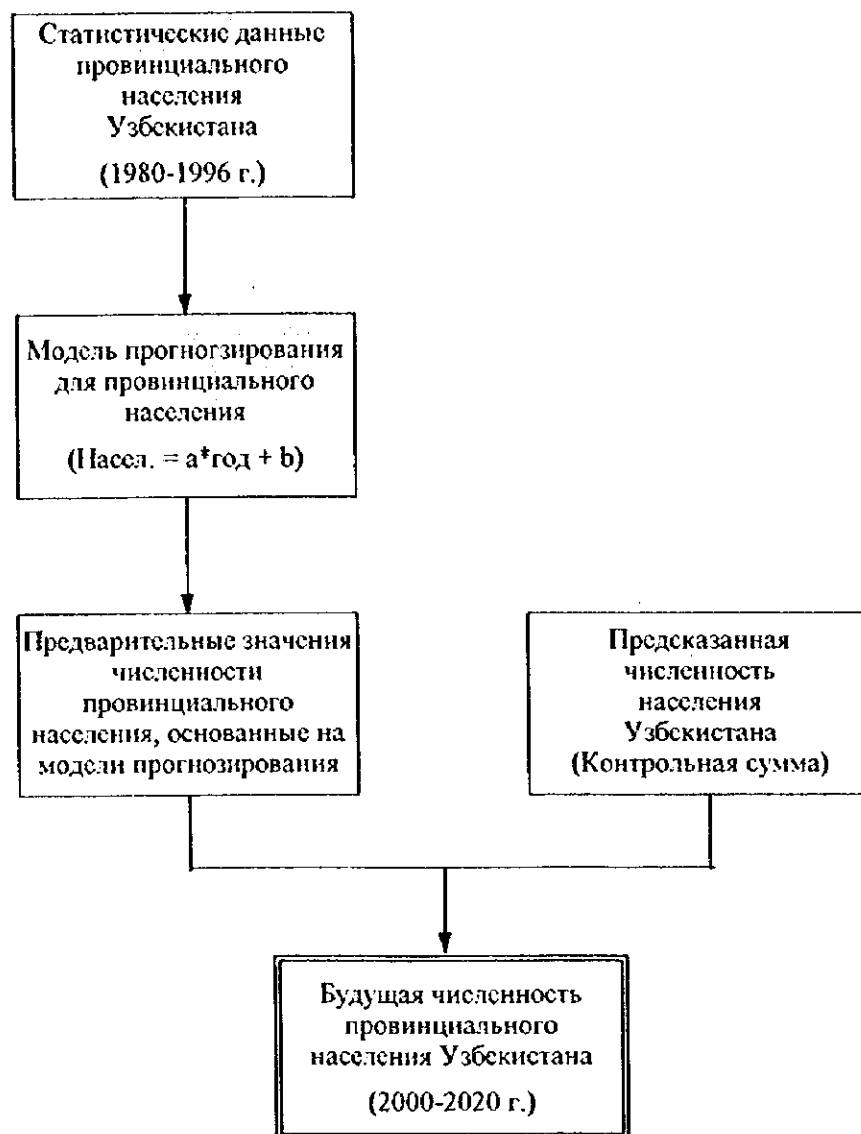 Статистические данные
провинциального
населения
Узбекистана
(1980-1996 г.)
Модель прогногзирования
для провинциального
населения
(Насел. = a*год + b)
Предварительные значения
численности
провинциального
населения, основанные на
модели прогнозирования
Предсказанная
численность
населения
Узбекистана
(Контрольная сумма)
Будущая численность
провинциального
населения Узбекистана
(2000-2020 г.)